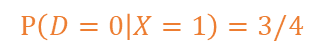 P(D = 0|X = 1) = 3/4